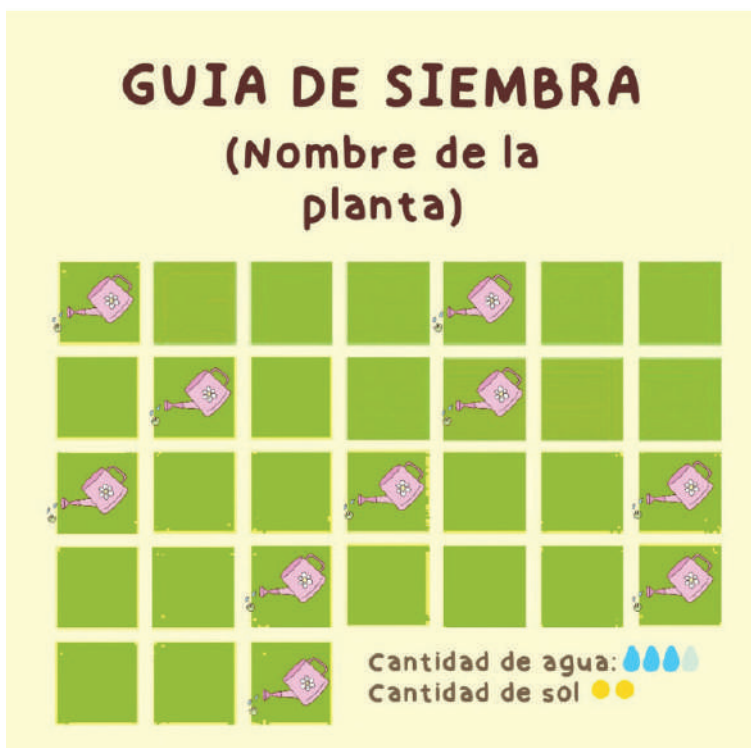 GUIA DE SIEMBRA
(Nombre de la
planta)
Cantidad de agua:
Cantidad de sol